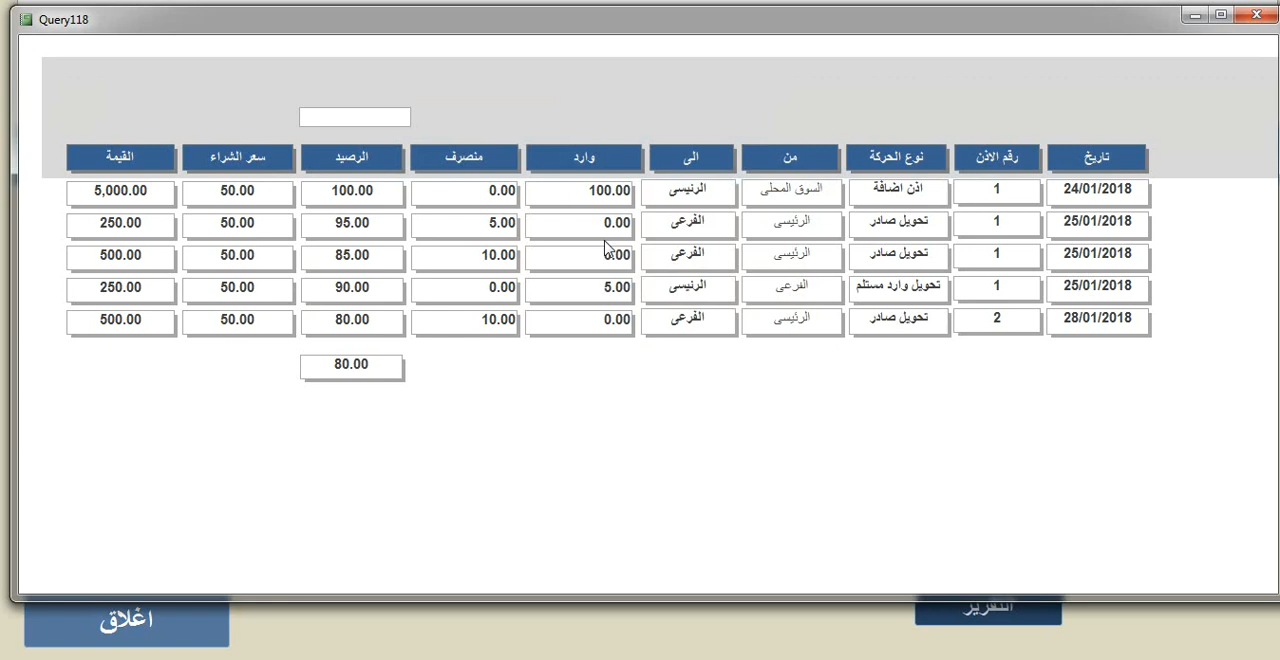 Query118
تاريخ رقم الاذن نوع الحركة من الى وارد منصرف الرصيد سعر الشراء القيمة
24/01/2018 1 اذن اضافة السوق المحلى الرئيسى 100.00 0.00 100.00 50.00 5,000.00
25/01/2018 1 تحويل صادر الرئيسى الفرعى 0.00 5.00 95.00 50.00 250.00
25/01/2018 1 تحويل صادر الرئيسى الفرعى 10.00 85.00 50.00 500.00
25/01/2018 1 تحويل وارد مستلم الفرعى الرئيسى 5.00 0.00 90.00 50.00 250.00
28/01/2018 2 تحويل صادر الرئيسى الفرعى 0.00 10.00 80.00 50.00 500.00
80.00
التقرير
اغلاق